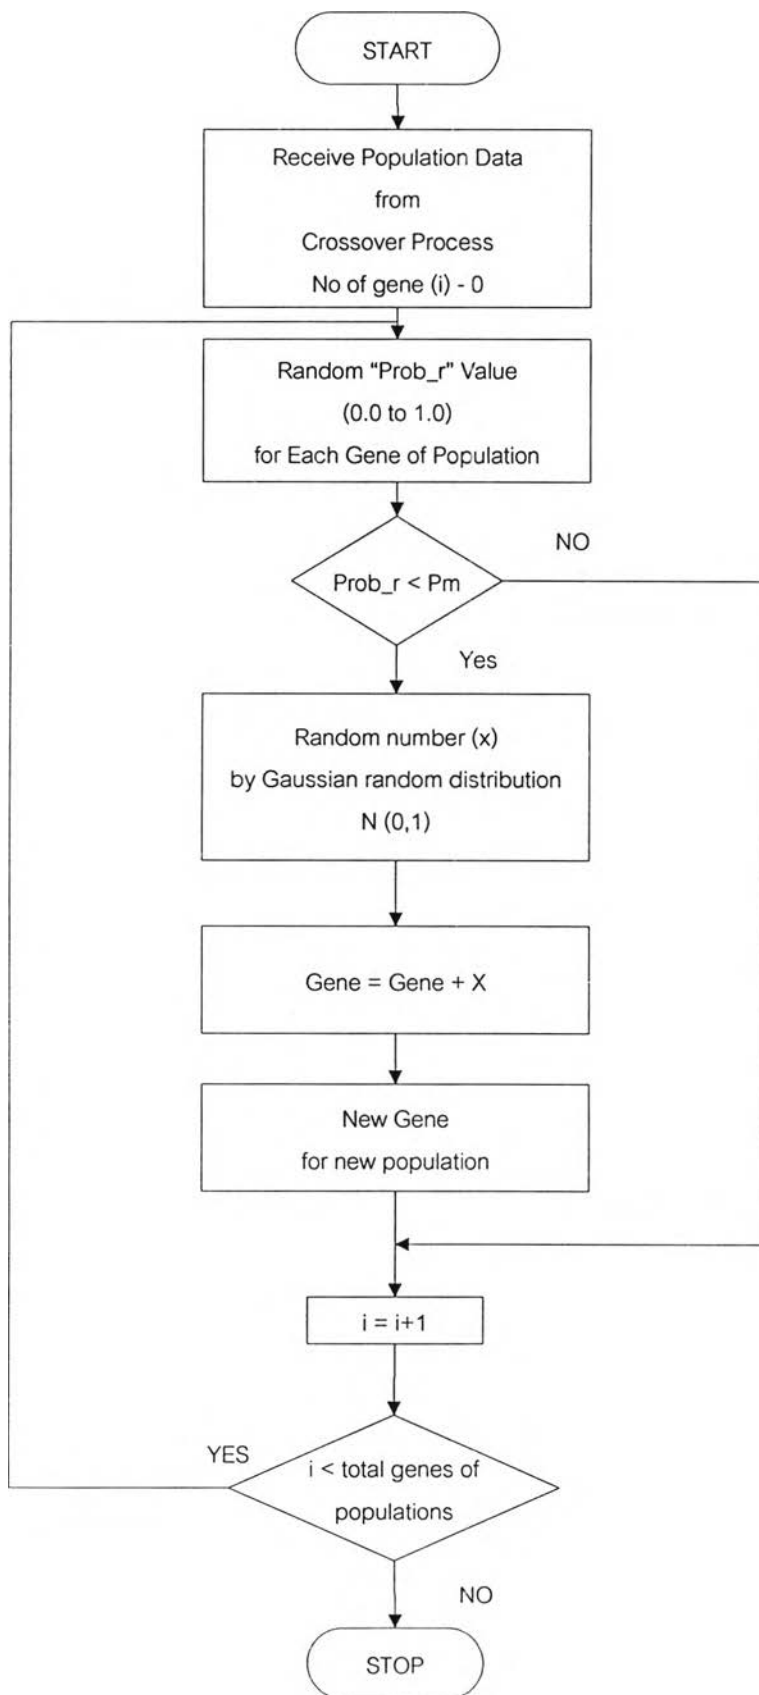 START
Receive Population Data
from
Crossover Process
No of gene (i) - 0
Random “Prob_r” Value
(0.0 to 1.0)
for Each Gene of Population
NO
Prob_r < Pm
Yes
Random number (x)
by Gaussian random distribution
N (0,1)
Gene = Gene + X
New Gene
for new population
i = i+1
YES
i < total genes of
populations
NO
STOP